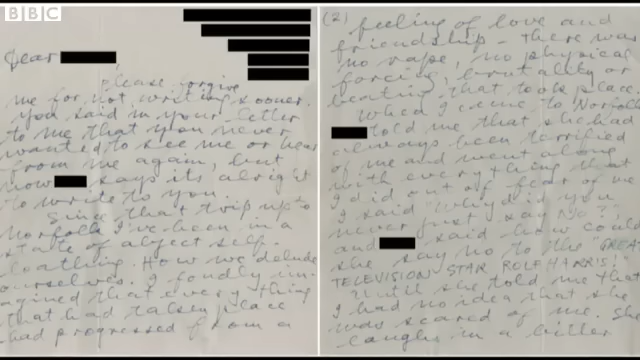 BBC
Dear
please forgive
me for not writing sooner.
You said in your letter
to me that you never
wanted to see me or hear
from me again, but
now says its alright
to write to you.
Since that trip up to
Norfolk I've been in a
state of abject self-
loathing. How we delude
ourselves. I fondly im-
agined that everything
that had taken place
had progressed from a
(2)
feeling of love and
friendship - there was
no rape, no physical
forcing, brutality or
beating that took place.
When I came to Norfolk
told me that she had
always been terrified
of me and went along
with everything that
I did out of fear of me
I said "Why did you
never just say No?"
and said how could
she say no to the "GREAT
TELEVISION STAR ROLF HARRIS!
Until she told me that
I had no idea that she
was scared of me. She
laughs in a bitter